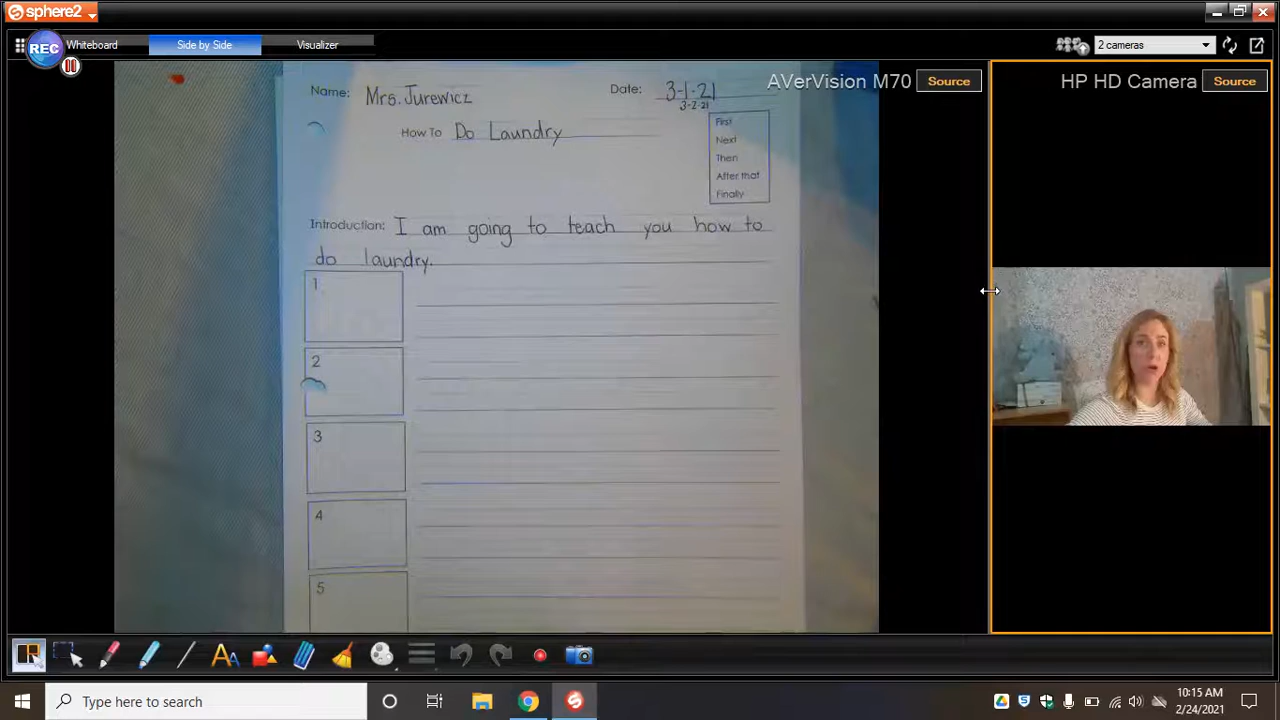 sphere2
REC
Whiteboard
Side by Side
Visualizer
2 cameras
AVerVision M70
Source
HP HD Camera
Source
Name: Mrs. Jurewicz
Date: 3-1-21
3-2-21
How To Do Laundry
First
Next
Then
After that
Finally
Introduction: I am going to teach you how to
do laundry.
1
2
3
4
5
Type here to search
10:15 AM
2/24/2021